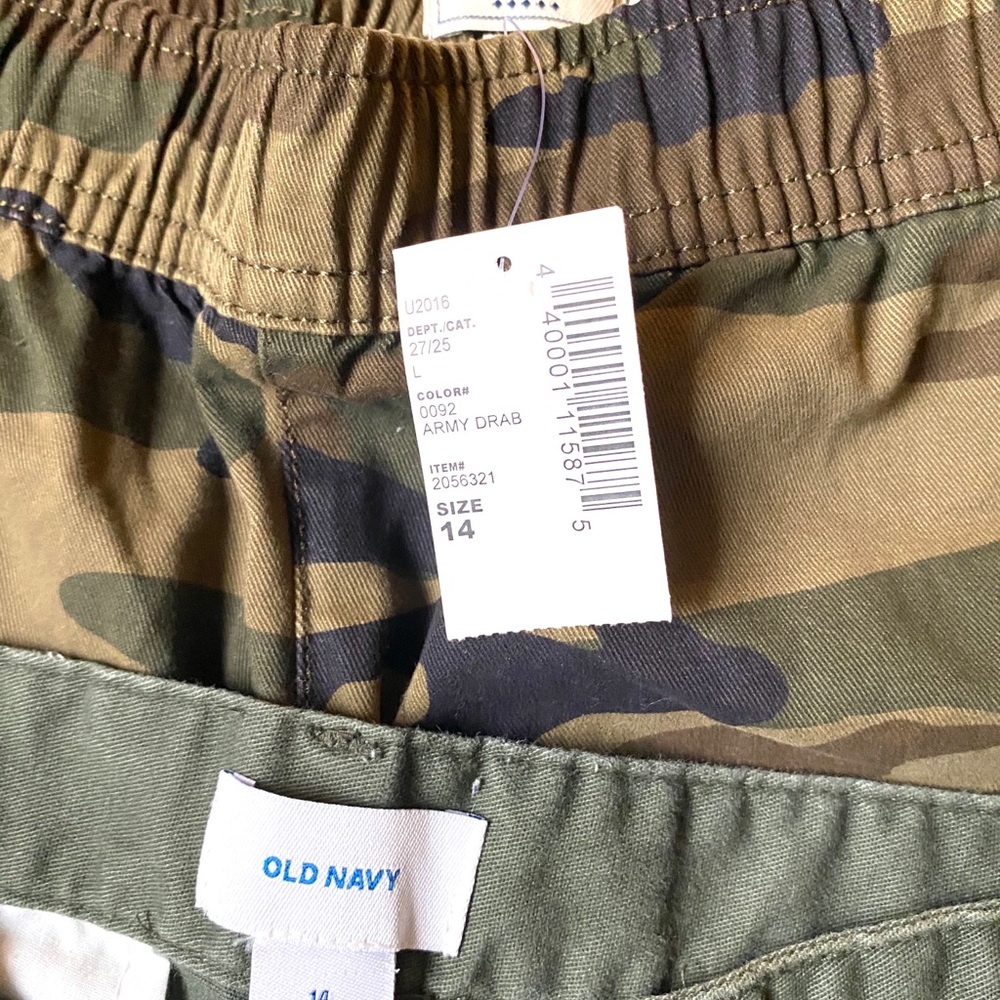 U2016
DEPT./CAT.
27/25
L
COLOR#
0092
ARMY DRAB
ITEM#
2056321
SIZE
14
4 40001 11587 5
OLD NAVY